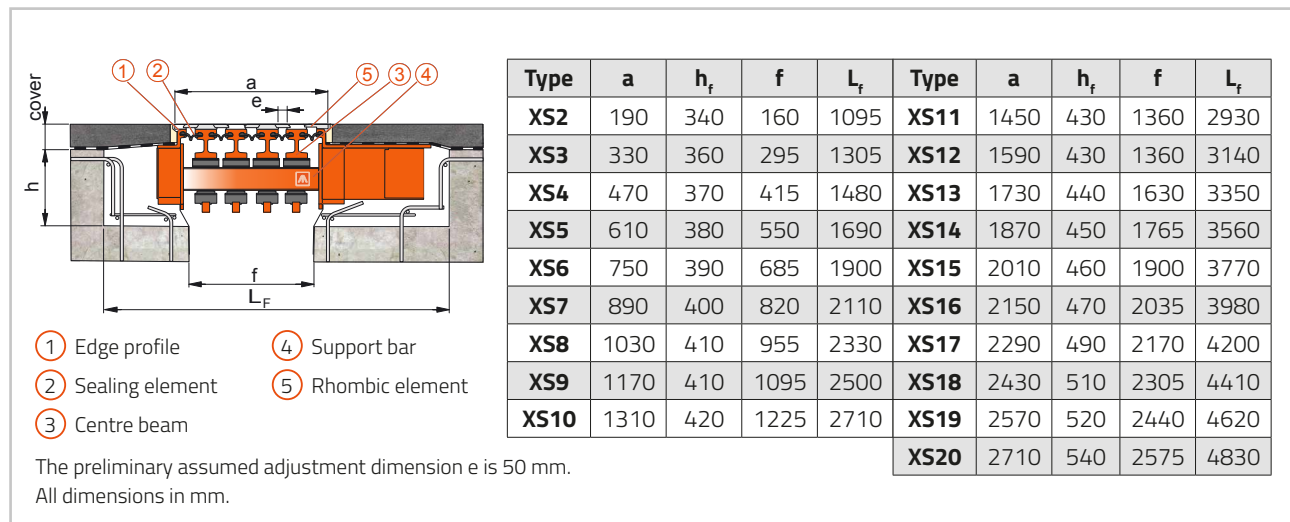 cover
1 2 5 3 4
a
e
h
f
L_F
1 Edge profile
2 Sealing element
3 Centre beam
4 Support bar
5 Rhombic element
The preliminary assumed adjustment dimension e is 50 mm.
All dimensions in mm.
Type a h_f f L_f Type a h_f f L_f
XS2 190 340 160 1095 XS11 1450 430 1360 2930
XS3 330 360 295 1305 XS12 1590 430 1360 3140
XS4 470 370 415 1480 XS13 1730 440 1630 3350
XS5 610 380 550 1690 XS14 1870 450 1765 3560
XS6 750 390 685 1900 XS15 2010 460 1900 3770
XS7 890 400 820 2110 XS16 2150 470 2035 3980
XS8 1030 410 955 2330 XS17 2290 490 2170 4200
XS9 1170 410 1095 2500 XS18 2430 510 2305 4410
XS10 1310 420 1225 2710 XS19 2570 520 2440 4620
XS20 2710 540 2575 4830